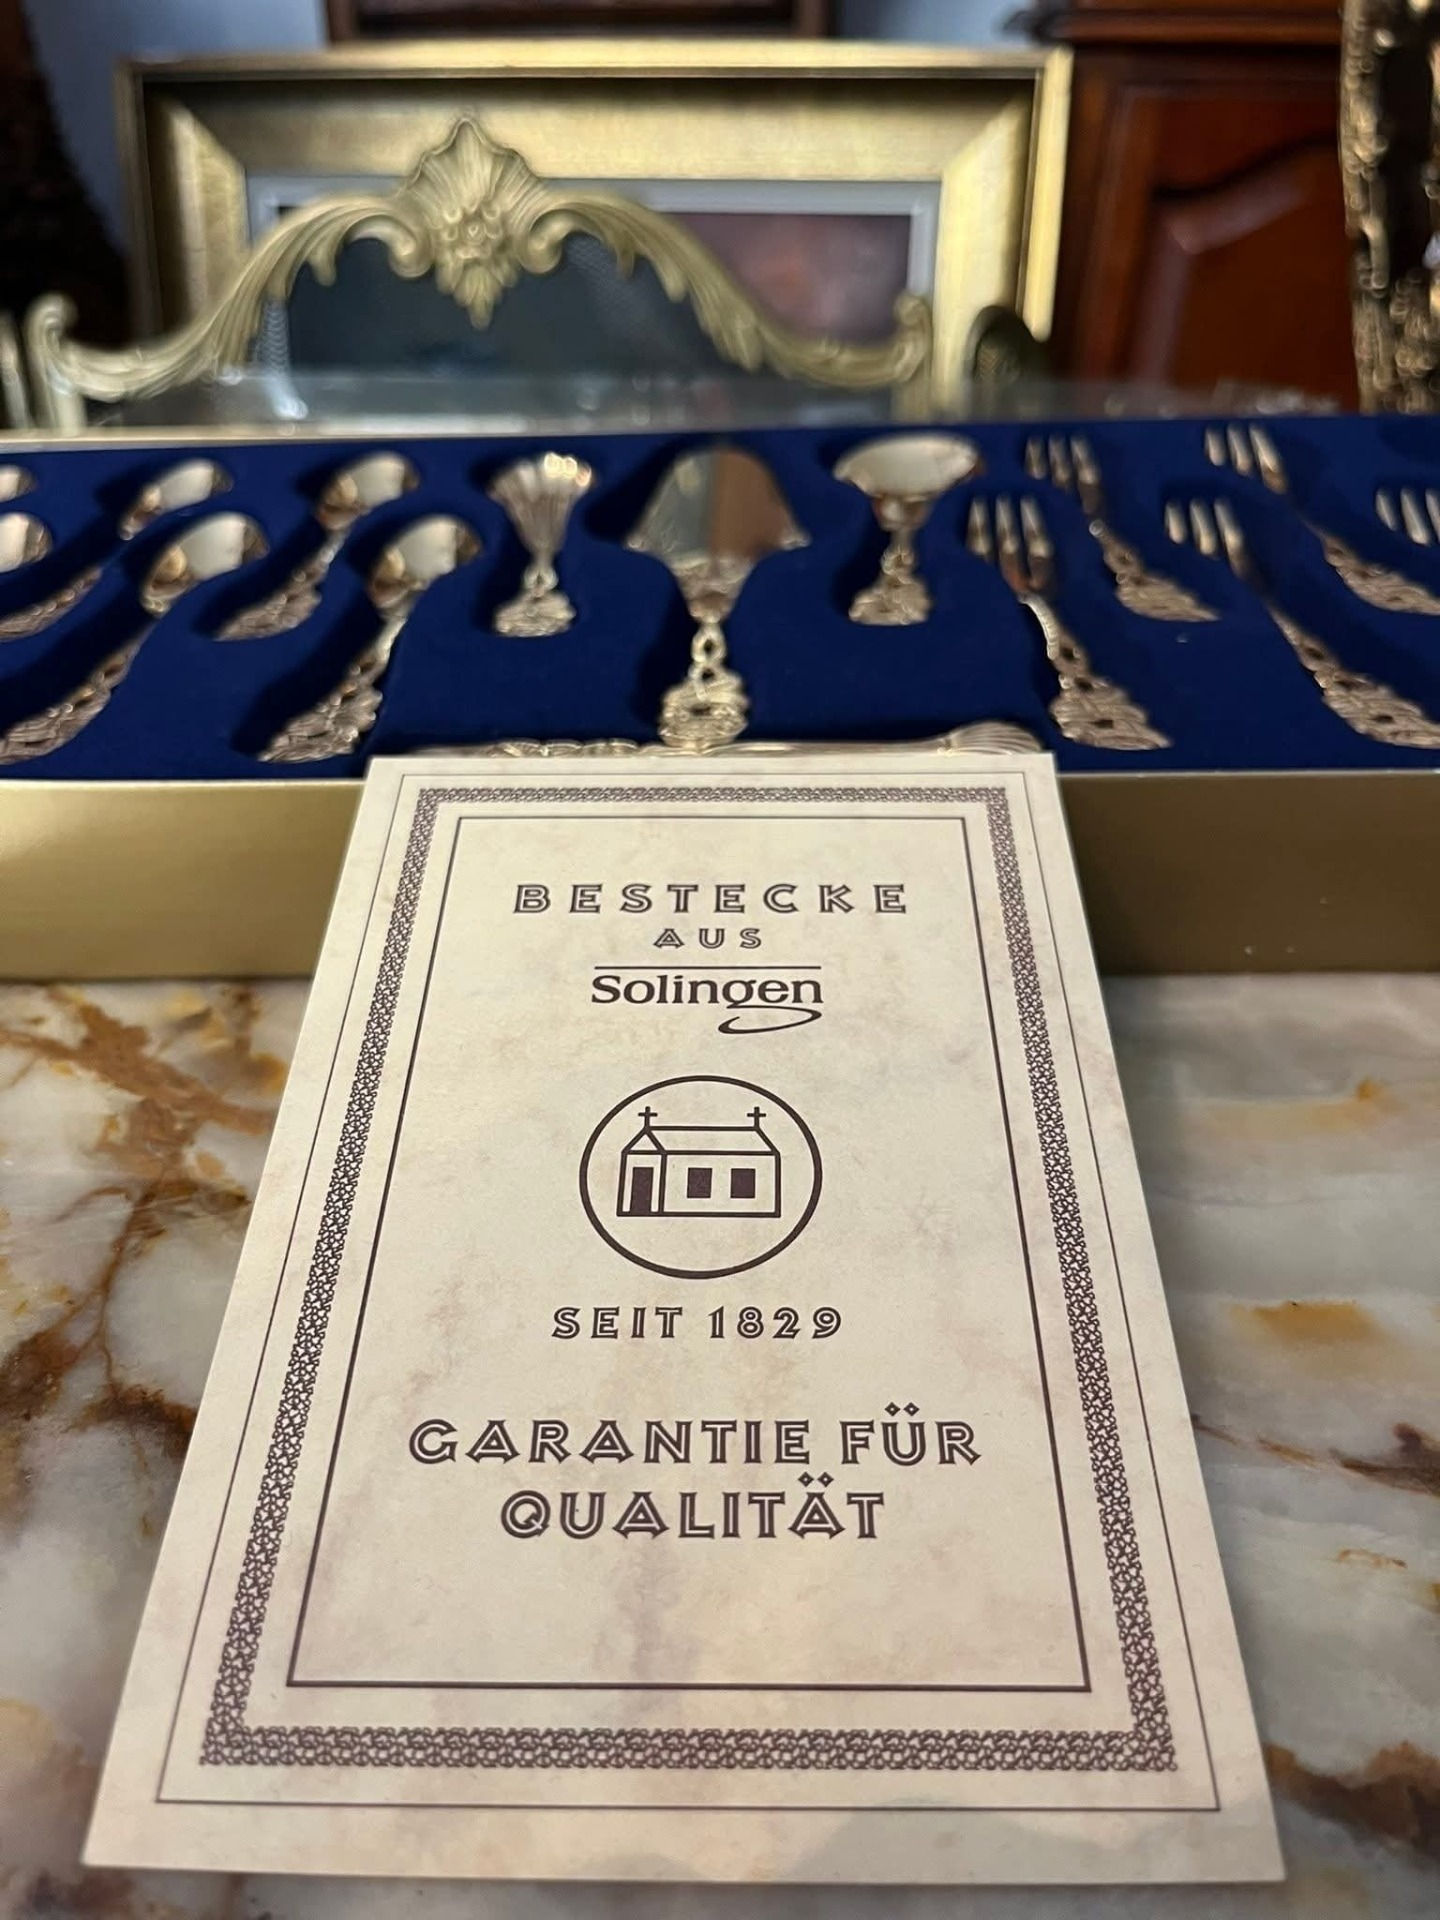 BESTECKE
AUS
Solingen
SEIT 1829
GARANTIE FÜR
QUALITÄT